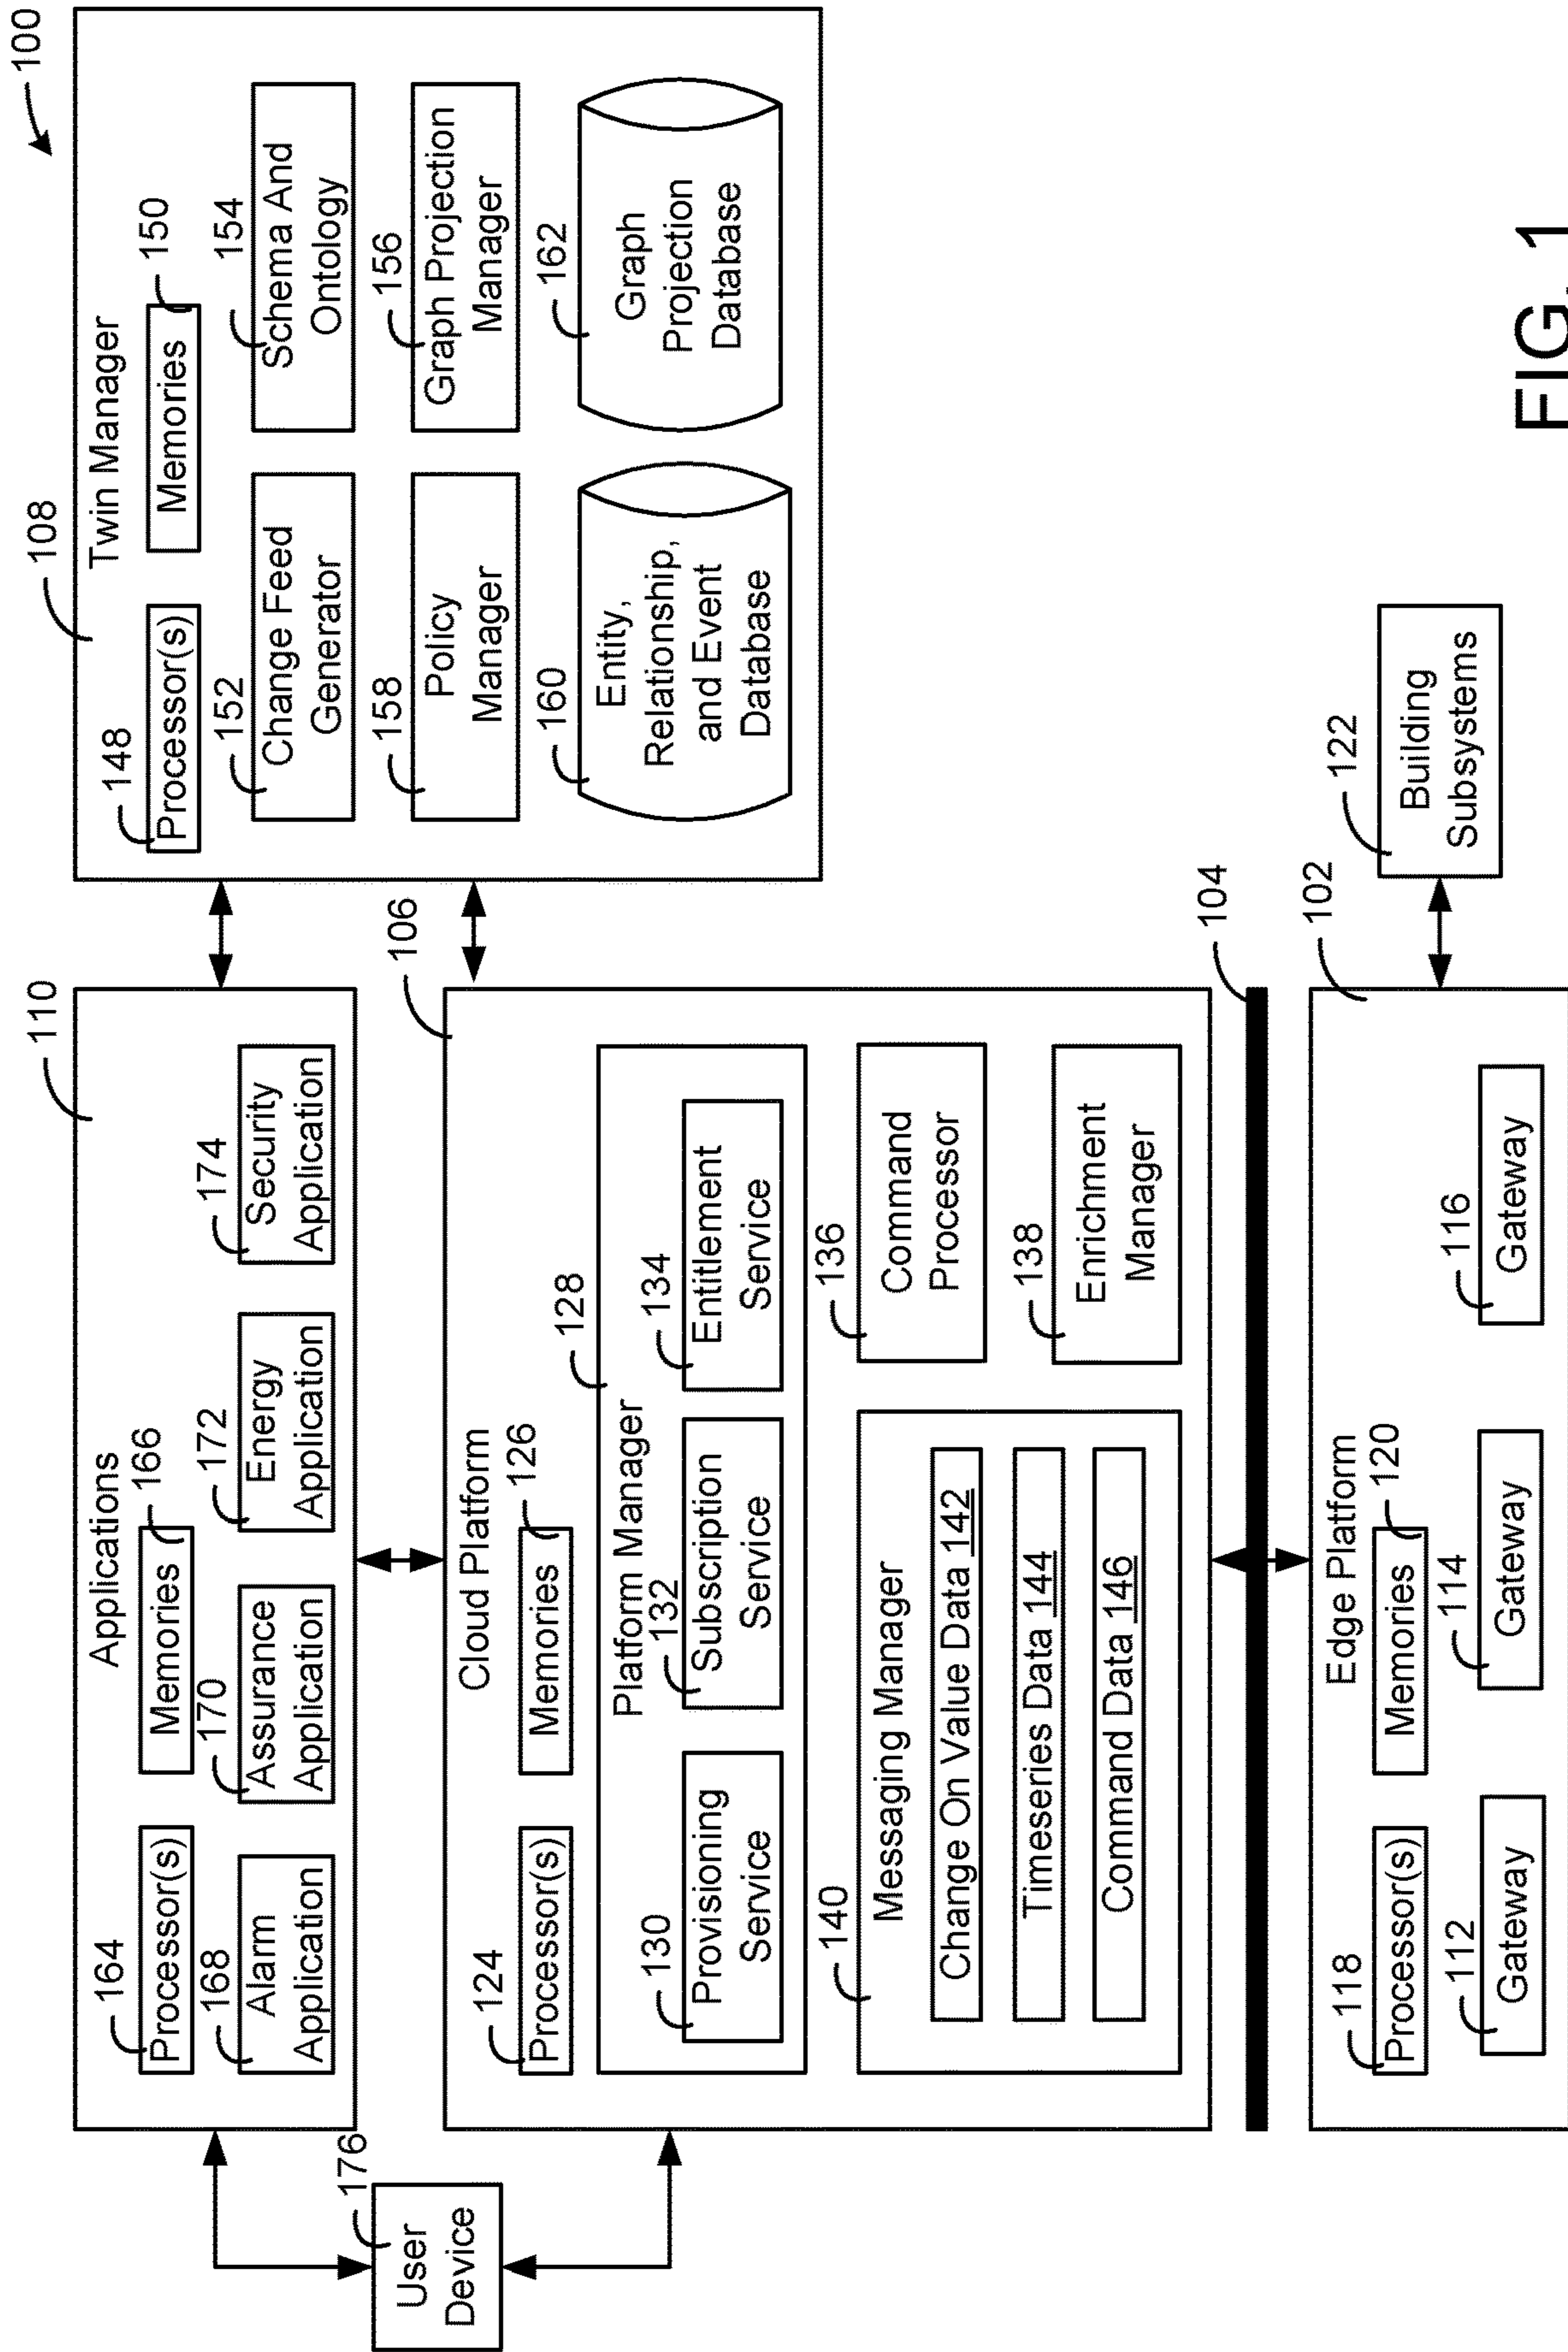 100
110
Applications
164
Processor(s)
166
Memories
168
Alarm
Application
170
Assurance
Application
172
Energy
Application
174
Security
Application
108
Twin Manager
148
Processor(s)
150
Memories
152
Change Feed
Generator
154
Schema And
Ontology
158
Policy
Manager
156
Graph Projection
Manager
160
Entity,
Relationship,
and Event
Database
162
Graph
Projection
Database
176
User
Device
106
Cloud Platform
124
Processor(s)
126
Memories
128
Platform Manager
130
Provisioning
Service
132
Subscription
Service
134
Entitlement
Service
140
Messaging Manager
Change On Value Data 142
Timeseries Data 144
Command Data 146
136
Command
Processor
138
Enrichment
Manager
104
102
Edge Platform
118
Processor(s)
120
Memories
112
Gateway
114
Gateway
116
Gateway
122
Building
Subsystems
FIG. 1